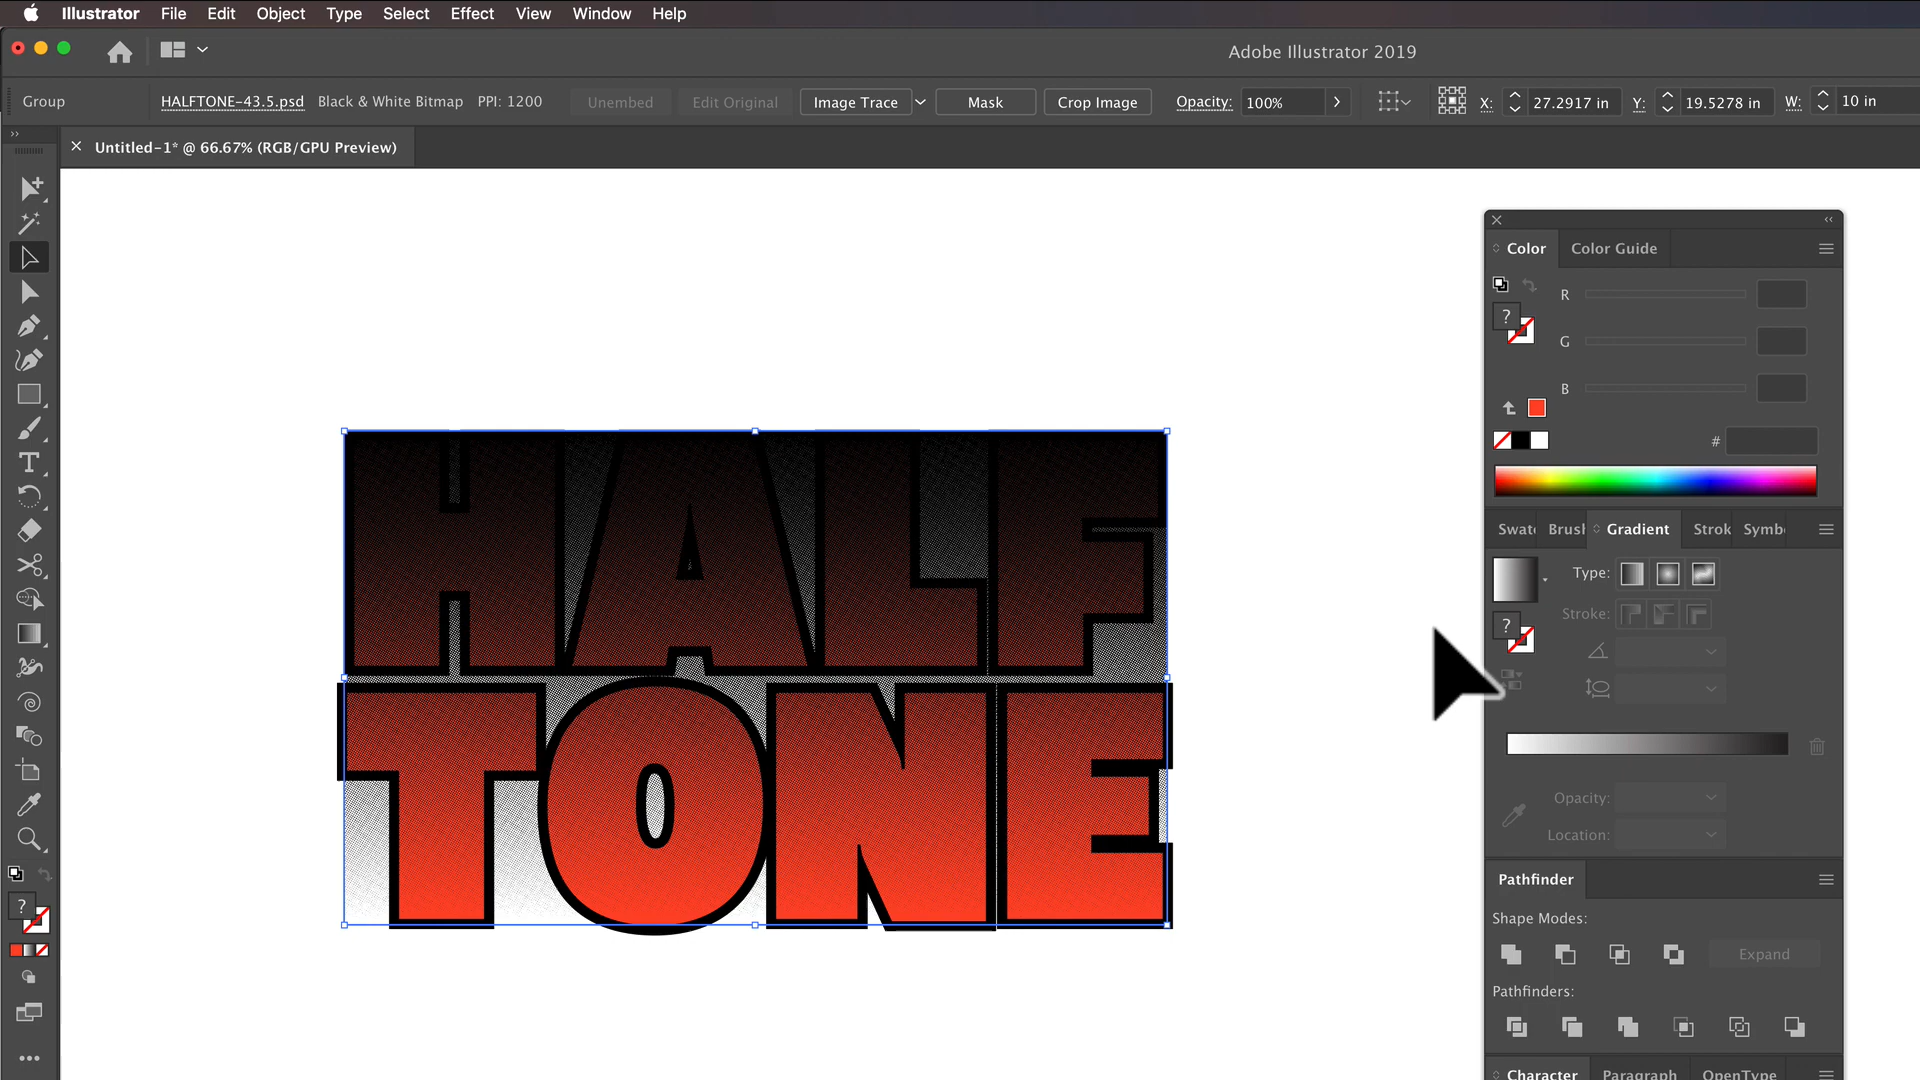 Illustrator File Edit Object Type Select Effect View Window Help
Adobe Illustrator 2019
Group HALFTONE-43.5.psd Black & White Bitmap PPI: 1200 Unembed Edit Original Image Trace Mask Crop Image Opacity: 100% X: 27.2917 in Y: 19.5278 in W: 10 in
Untitled-1* @ 66.67% (RGB/GPU Preview)
HALF
TONE
Color Color Guide
R
?
G
B
#
Swatc Brush Gradient Strok Symbo
Type:
Stroke:
?
Opacity:
Location:
Pathfinder
Shape Modes:
Expand
Pathfinders:
Character Paragraph OpenType
?